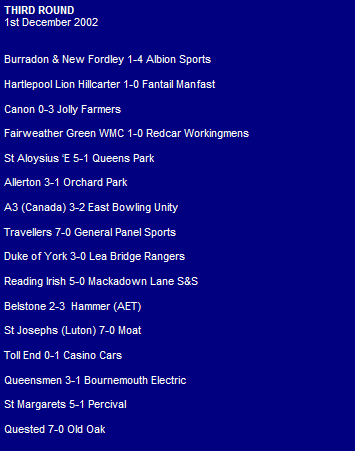 THIRD ROUND
1st December 2002
Burradon & New Fordley 1-4 Albion Sports
Hartlepool Lion Hillcarter 1-0 Fantail Manfast
Canon 0-3 Jolly Farmers
Fairweather Green WMC 1-0 Redcar Workingmens
St Aloysius 'E 5-1 Queens Park
Allerton 3-1 Orchard Park
A3 (Canada) 3-2 East Bowling Unity
Travellers 7-0 General Panel Sports
Duke of York 3-0 Lea Bridge Rangers
Reading Irish 5-0 Mackadown Lane S&S
Belstone 2-3  Hammer (AET)
St Josephs (Luton) 7-0 Moat
Toll End 0-1 Casino Cars
Queensmen 3-1 Bournemouth Electric
St Margarets 5-1 Percival
Quested 7-0 Old Oak